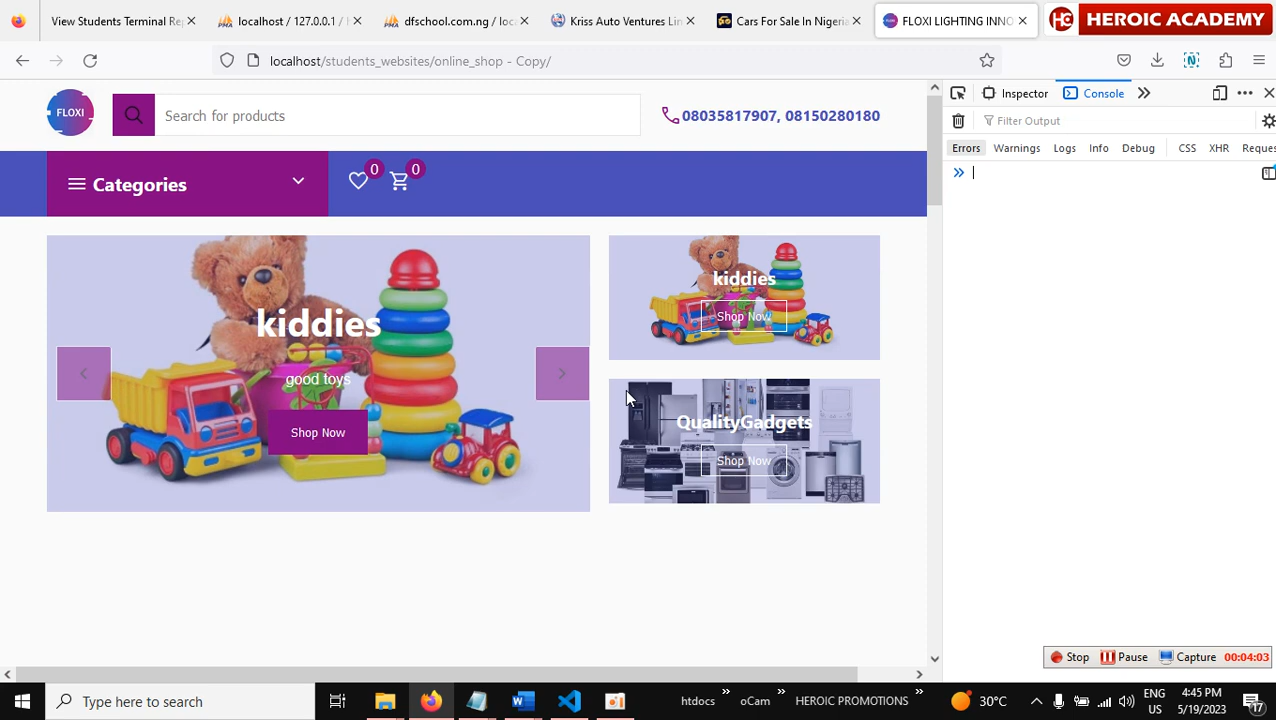 View Students Terminal Re
localhost / 127.0.0.1 / 
dfschool.com.ng / loca
Kriss Auto Ventures Lin
Cars For Sale In Nigeria
FLOXI LIGHTING INNO
HC HEROIC ACADEMY
localhost/students_websites/online_shop - Copy/
FLOXI
Search for products
08035817907, 08150280180
Inspector
Console
Filter Output
Errors
Warnings
Logs
Info
Debug
CSS
XHR
Reques
Categories
0
0
kiddies
good toys
Shop Now
kiddies
Shop Now
QualityGadgets
Shop Now
Stop
Pause
Capture
00:04:03
Type here to search
htdocs
oCam
HEROIC PROMOTIONS
30°C
ENG
US
4:45 PM
5/19/2023
17